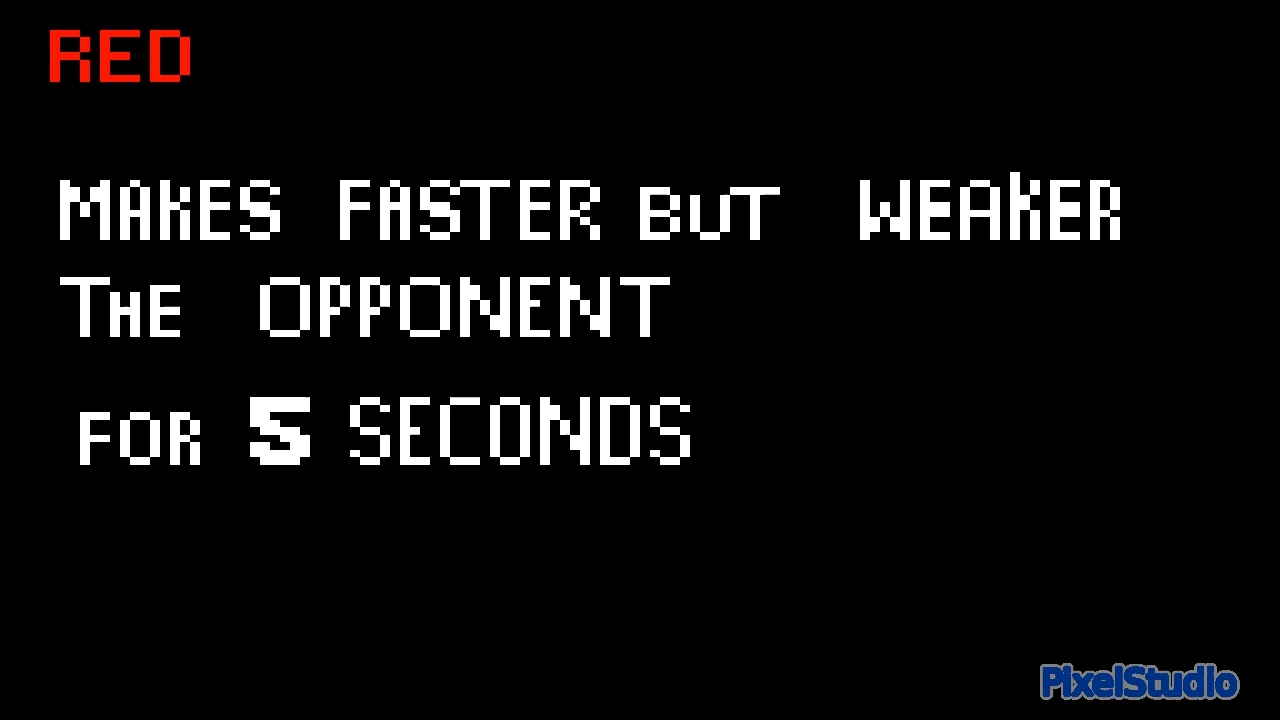 RED
MAKES FASTER BUT WEAKER
THE OPPONENT
FOR 5 SECONDS
PixelStudio